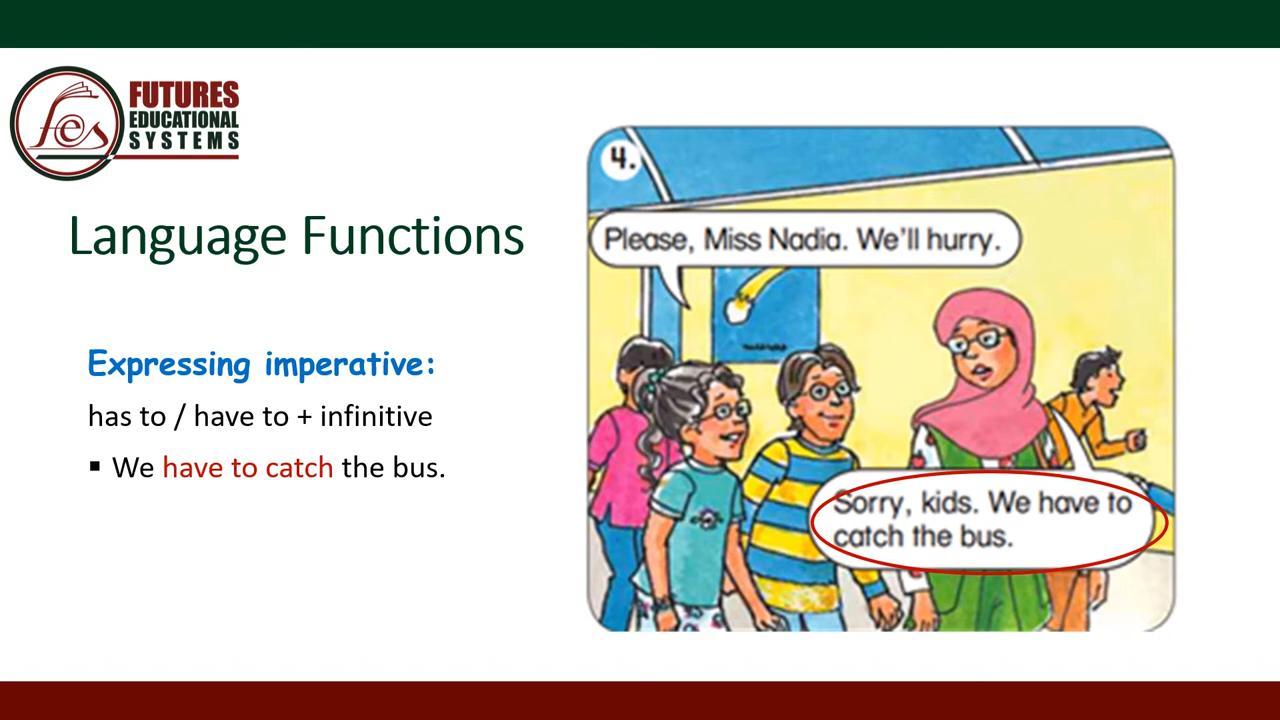 fes
FUTURES
EDUCATIONAL
SYSTEMS
Language Functions
Expressing imperative:
has to / have to + infinitive
▪ We have to catch the bus.
4.
Please, Miss Nadia. We'll hurry.
Sorry, kids. We have to
catch the bus.